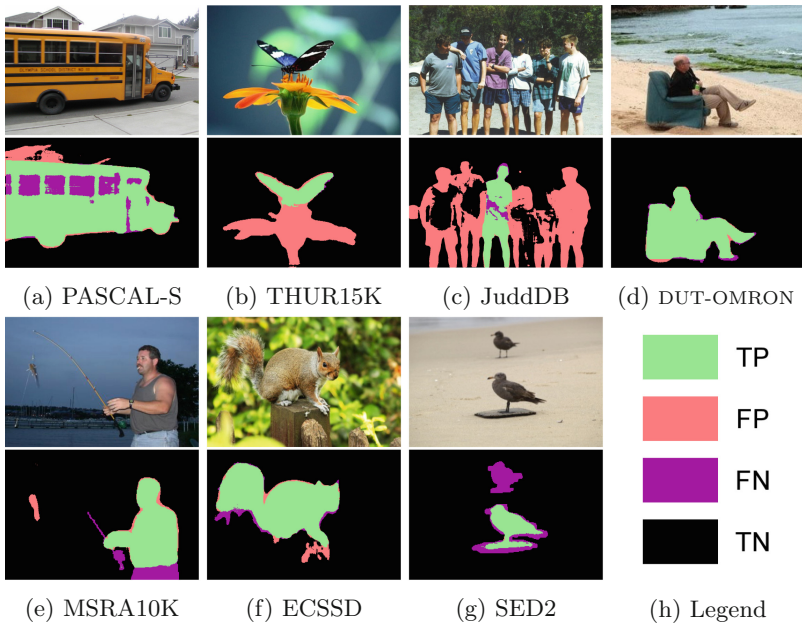 (a) PASCAL-S
(b) THUR15K
(c) JuddDB
(d) DUT-OMRON
TP
FP
FN
TN
(e) MSRA10K
(f) ECSSD
(g) SED2
(h) Legend